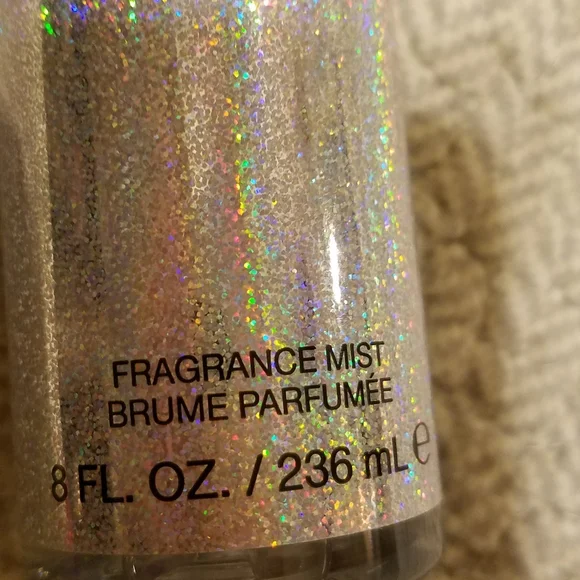 FRAGRANCE MIST
BRUME PARFUMÉE
8 FL. OZ. / 236 mL ℮